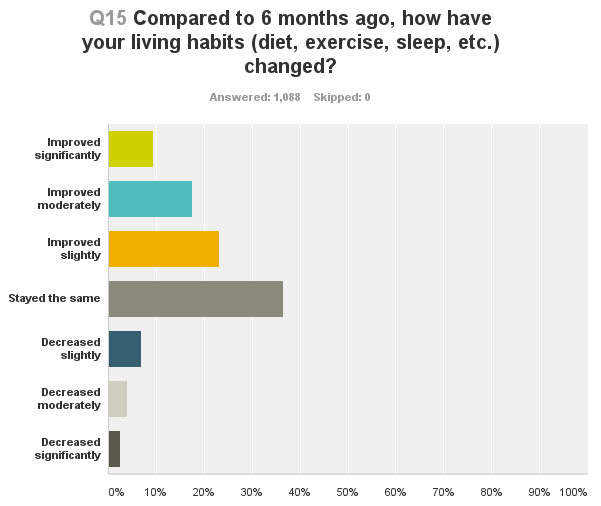 Q15 Compared to 6 months ago, how have
your living habits (diet, exercise, sleep, etc.)
changed?
Answered: 1,088 Skipped: 0
Improved
significantly
Improved
moderately
Improved
slightly
Stayed the same
Decreased
slightly
Decreased
moderately
Decreased
significantly
0% 10% 20% 30% 40% 50% 60% 70% 80% 90% 100%